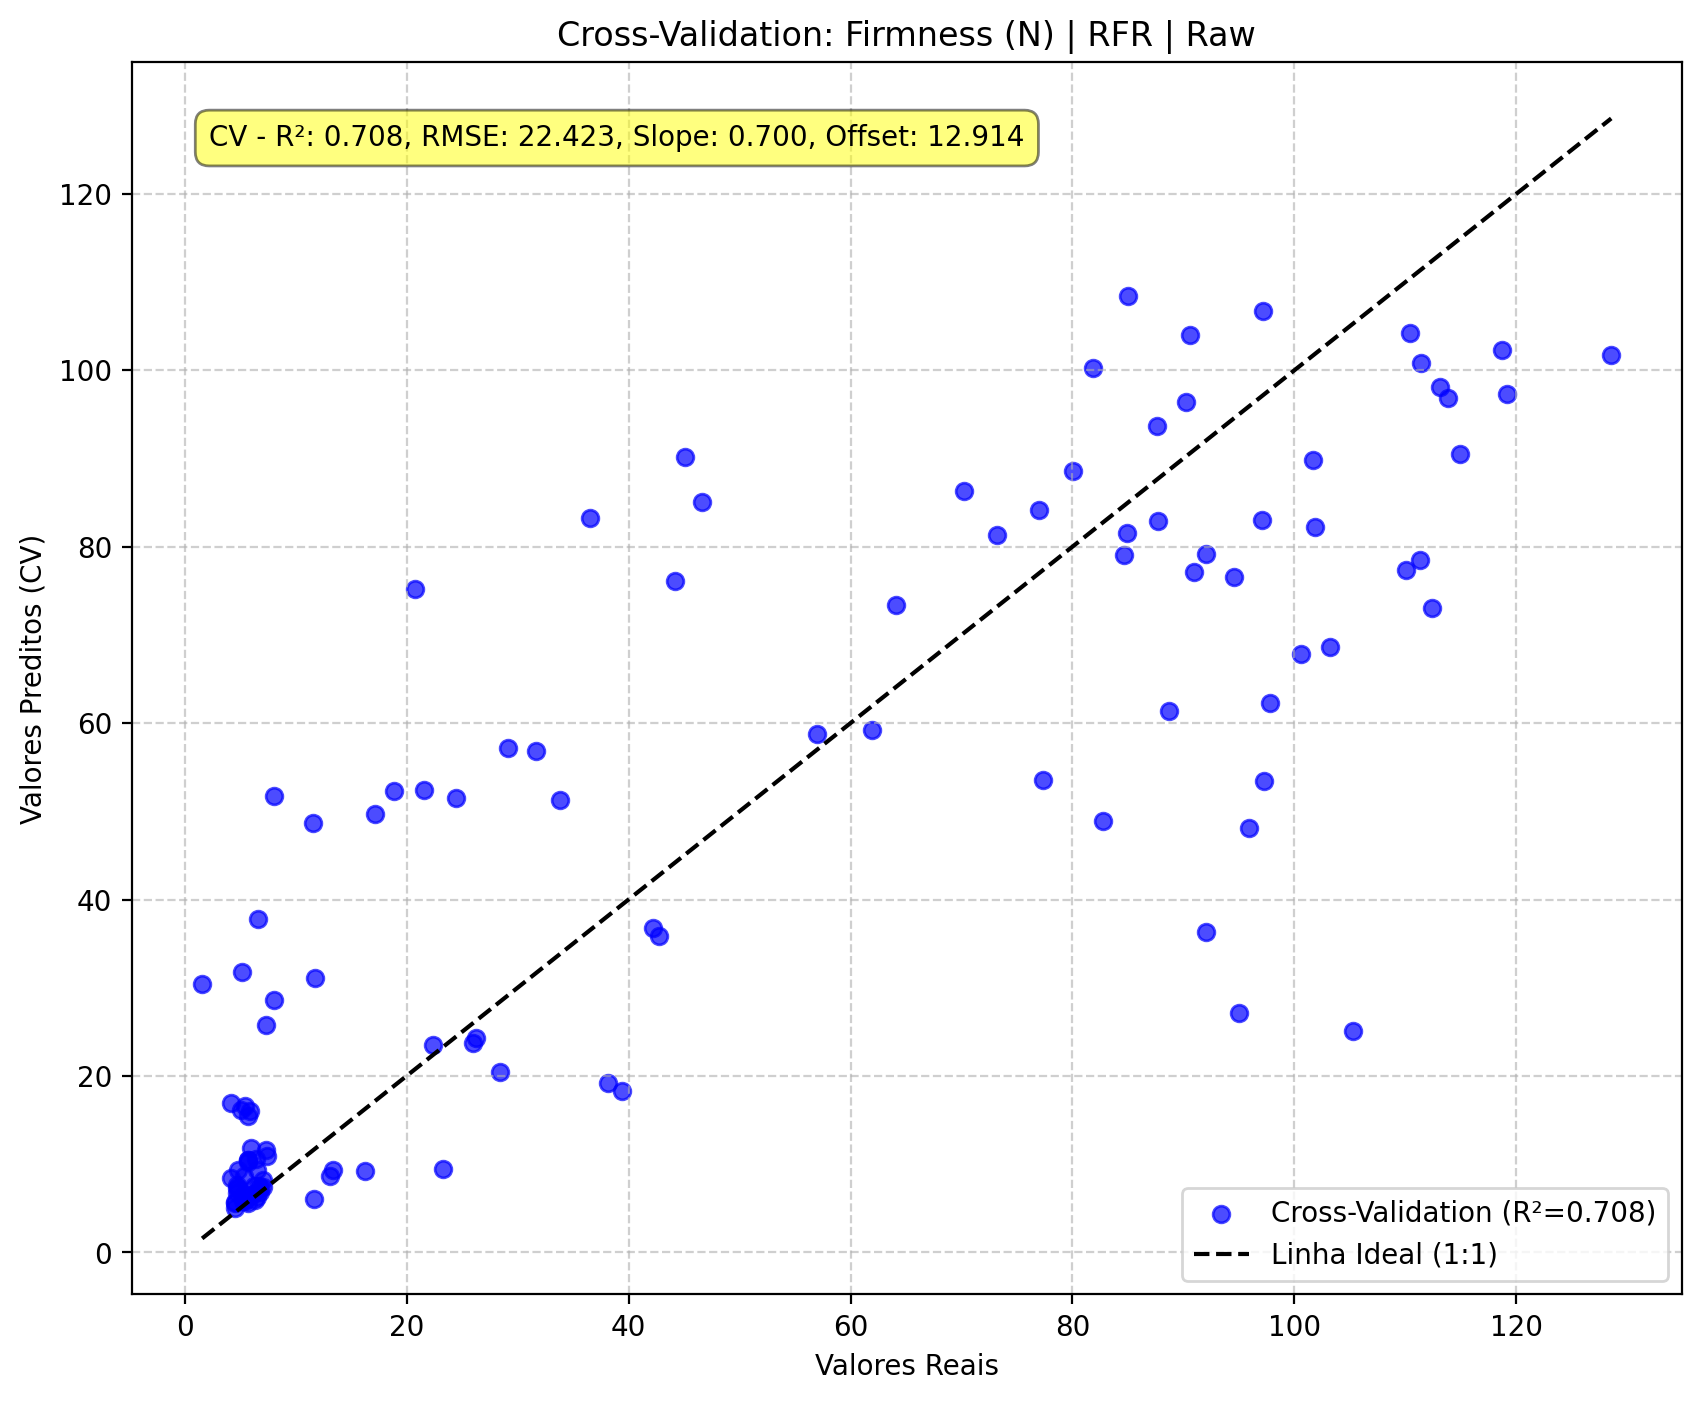 Cross-Validation: Firmness (N) | RFR | Raw
CV - R²: 0.708, RMSE: 22.423, Slope: 0.700, Offset: 12.914
Valores Preditos (CV)
120
100
80
60
40
20
0
0 20 40 60 80 100 120
Valores Reais
Cross-Validation (R²=0.708)
Linha Ideal (1:1)